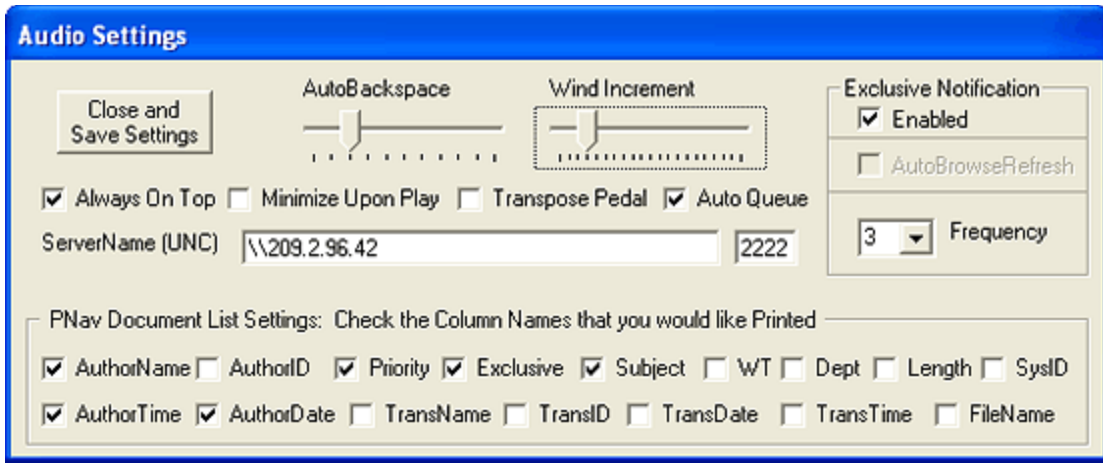 Audio Settings
Close and
Save Settings
AutoBackspace
Wind Increment
Exclusive Notification
Enabled
AutoBrowseRefresh
3 Frequency
Always On Top Minimize Upon Play Transpose Pedal Auto Queue
ServerName (UNC) \\209.2.96.42 2222
PNav Document List Settings: Check the Column Names that you would like Printed
AuthorName AuthorID Priority Exclusive Subject WT Dept Length SysID
AuthorTime AuthorDate TransName TransID TransDate TransTime FileName